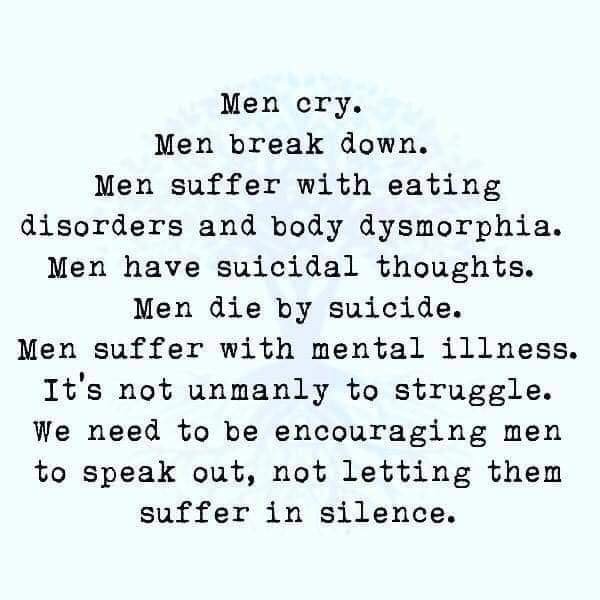 Men cry.
Men break down.
Men suffer with eating
disorders and body dysmorphia.
Men have suicidal thoughts.
Men die by suicide.
Men suffer with mental illness.
It's not unmanly to struggle.
We need to be encouraging men
to speak out, not letting them
suffer in silence.